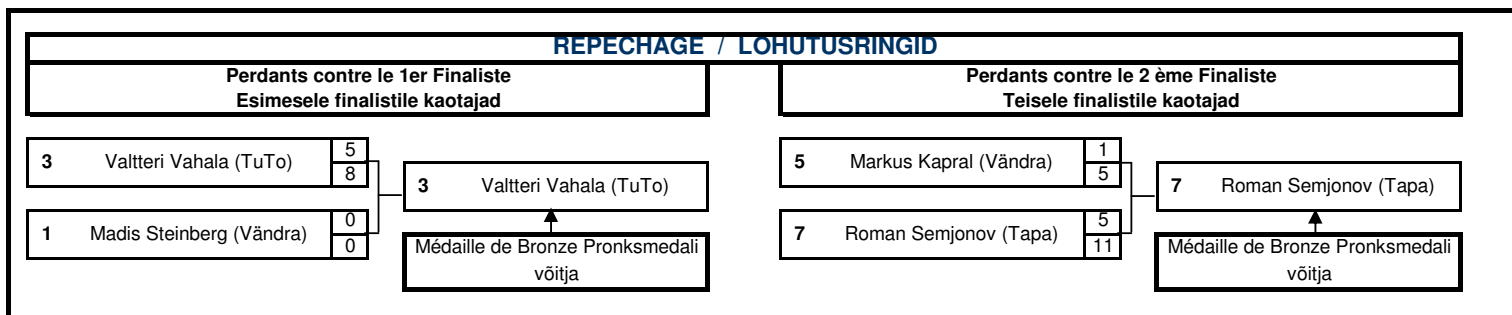 REPECHAGE / LOHUTUSRINGID
Perdants contre le 1er Finaliste
Esimesele finalistile kaotajad
3 Valtteri Vahala (TuTo) 5
8
3 Valtteri Vahala (TuTo)
1 Madis Steinberg (Vändra) 0
0
Médaille de Bronze Pronksmedali
võitja
Perdants contre le 2 ème Finaliste
Teisele finalistile kaotajad
5 Markus Kapral (Vändra) 1
5
7 Roman Semjonov (Tapa)
7 Roman Semjonov (Tapa) 5
11
Médaille de Bronze Pronksmedali
võitja